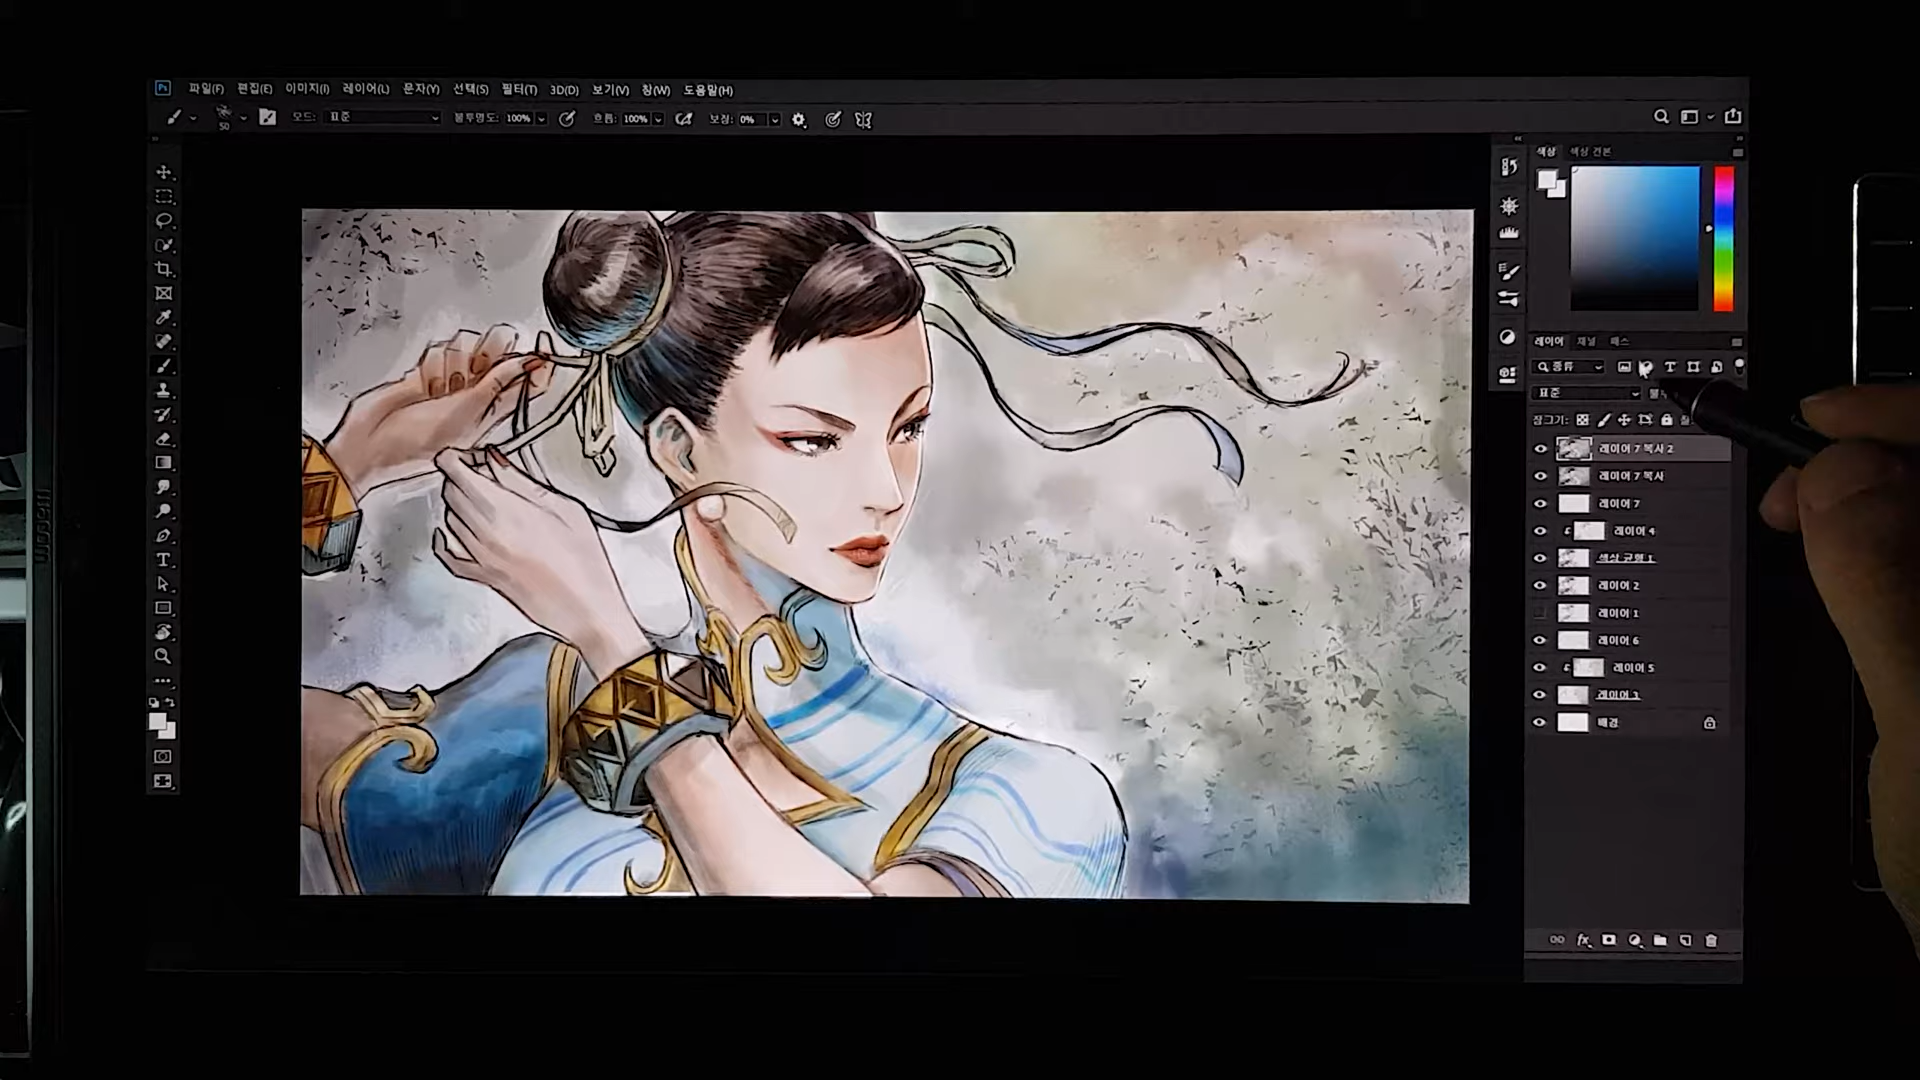 Ps 파일(F) 편집(E) 이미지(I) 레이어(L) 문자(Y) 선택(S) 필터(T) 3D(D) 보기(V) 창(W) 도움말(H)
50 모드: 표준 불투명도: 100% 흐름: 100% 보정: 0%
색상 색상 견본
레이어 채널 패스
종류
표준
잠그기:
레이어 7 복사 2
레이어 7 복사
레이어 7
레이어 4
색상 균형 1
레이어 2
레이어 1
레이어 6
레이어 5
레이어 3
배경
wacom